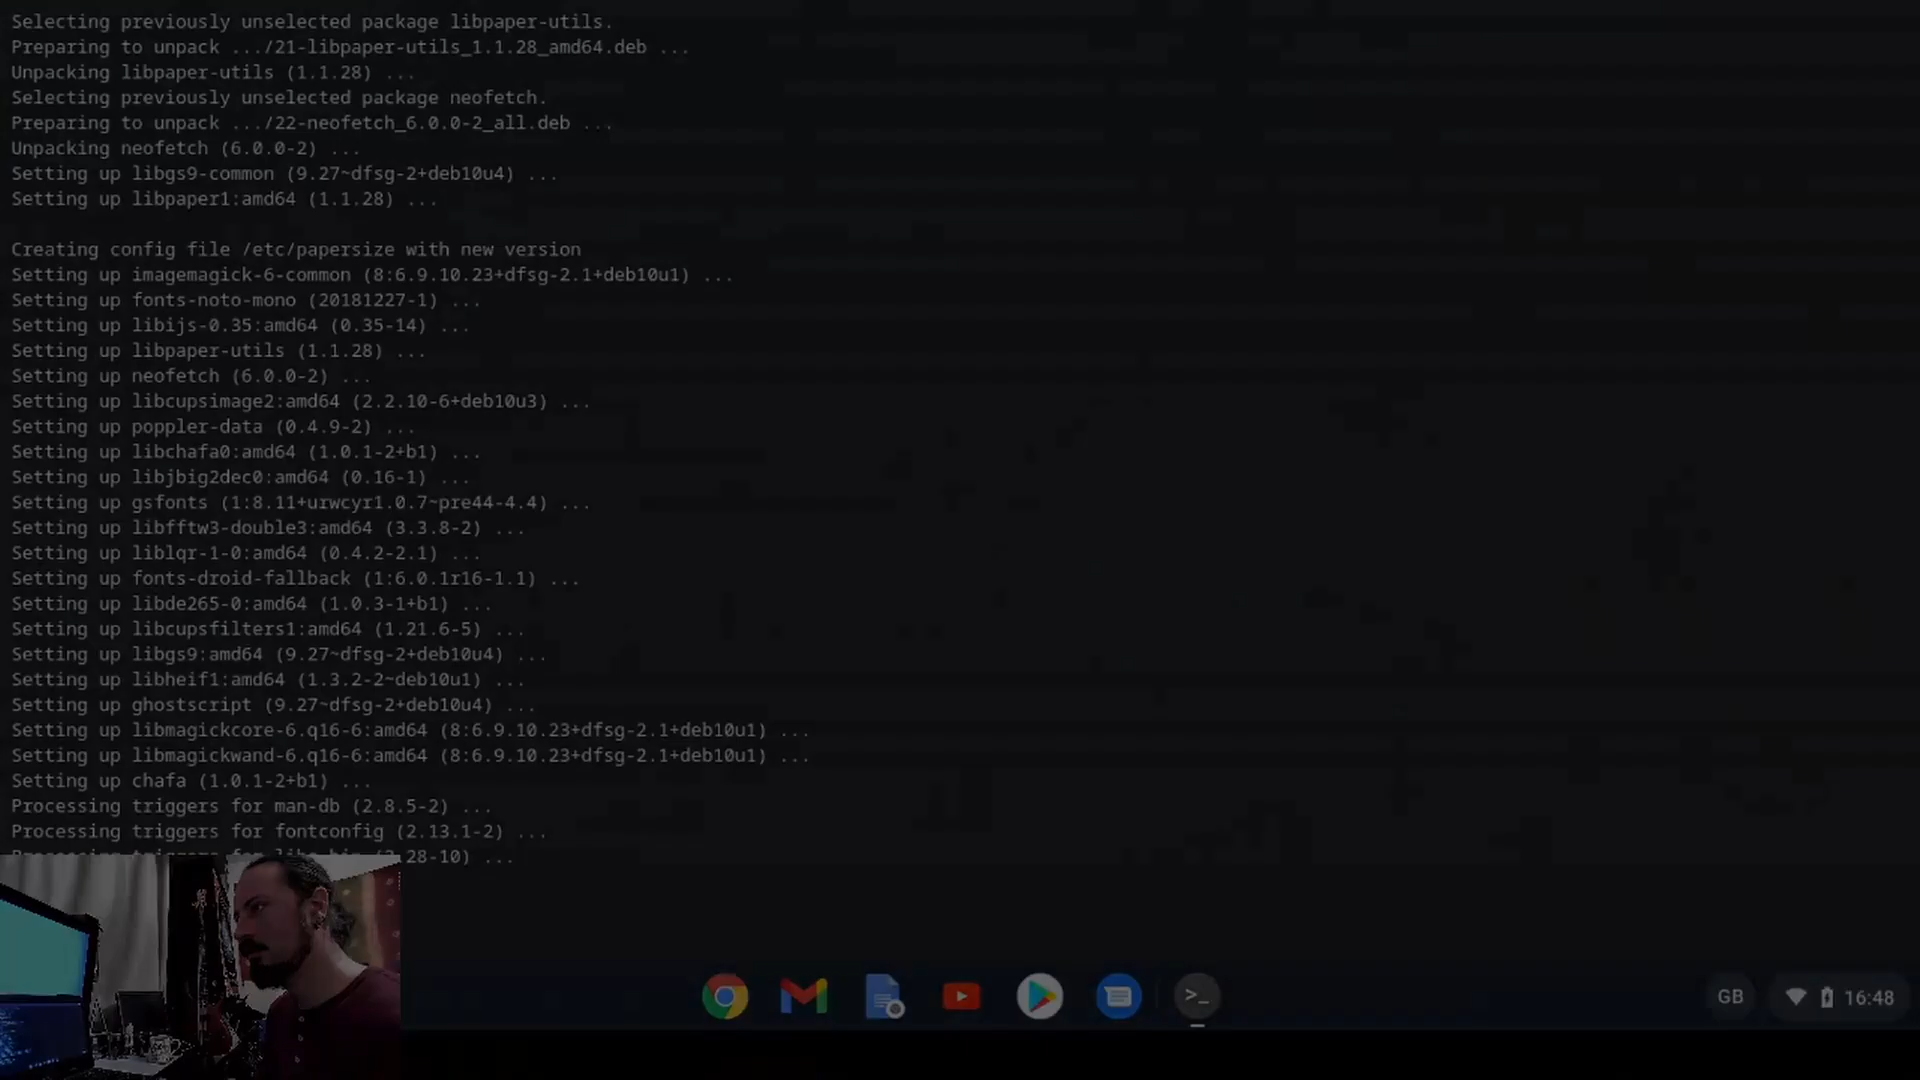 Selecting previously unselected package libpaper-utils.
Preparing to unpack .../21-libpaper-utils_1.1.28_amd64.deb ...
Unpacking libpaper-utils (1.1.28) ...
Selecting previously unselected package neofetch.
Preparing to unpack .../22-neofetch_6.0.0-2_all.deb ...
Unpacking neofetch (6.0.0-2) ...
Setting up libgs9-common (9.27~dfsg-2+deb10u4) ...
Setting up libpaper1:amd64 (1.1.28) ...
Creating config file /etc/papersize with new version
Setting up imagemagick-6-common (8:6.9.10.23+dfsg-2.1+deb10u1) ...
Setting up fonts-noto-mono (20181227-1) ...
Setting up libijs-0.35:amd64 (0.35-14) ...
Setting up libpaper-utils (1.1.28) ...
Setting up neofetch (6.0.0-2) ...
Setting up libcupsimage2:amd64 (2.2.10-6+deb10u3) ...
Setting up poppler-data (0.4.9-2) ...
Setting up libchafa0:amd64 (1.0.1-2+b1) ...
Setting up libjbig2dec0:amd64 (0.16-1) ...
Setting up gsfonts (1:8.11+urwcyr1.0.7~pre44-4.4) ...
Setting up libfftw3-double3:amd64 (3.3.8-2) ...
Setting up liblqr-1-0:amd64 (0.4.2-2.1) ...
Setting up fonts-droid-fallback (1:6.0.1r16-1.1) ...
Setting up libde265-0:amd64 (1.0.3-1+b1) ...
Setting up libcupsfilters1:amd64 (1.21.6-5) ...
Setting up libgs9:amd64 (9.27~dfsg-2+deb10u4) ...
Setting up libheif1:amd64 (1.3.2-2~deb10u1) ...
Setting up ghostscript (9.27~dfsg-2+deb10u4) ...
Setting up libmagickcore-6.q16-6:amd64 (8:6.9.10.23+dfsg-2.1+deb10u1) ...
Setting up libmagickwand-6.q16-6:amd64 (8:6.9.10.23+dfsg-2.1+deb10u1) ...
Setting up chafa (1.0.1-2+b1) ...
Processing triggers for man-db (2.8.5-2) ...
Processing triggers for fontconfig (2.13.1-2) ...
Processing triggers for 28-10) ...
GB 16:48